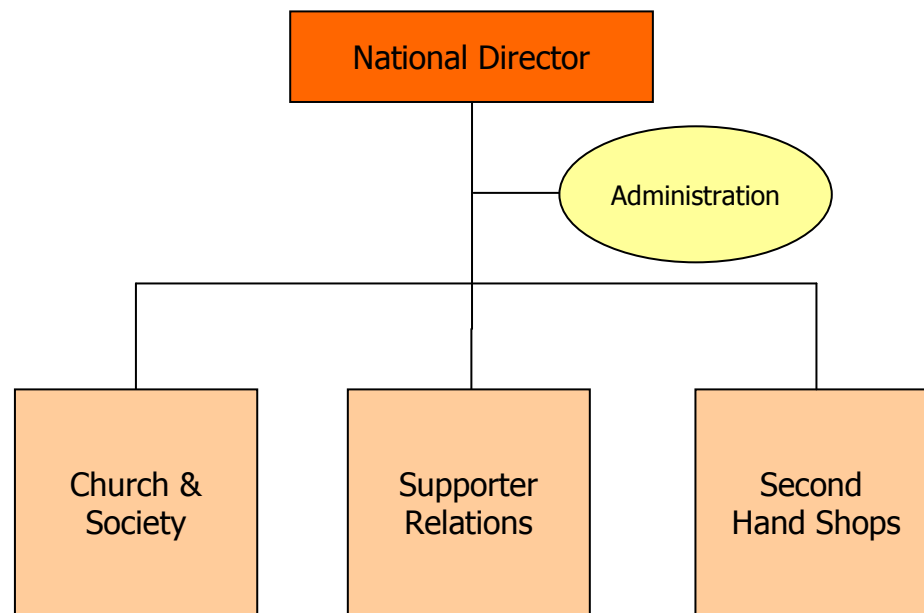 National Director
Administration
Church &
Society
Supporter
Relations
Second
Hand Shops